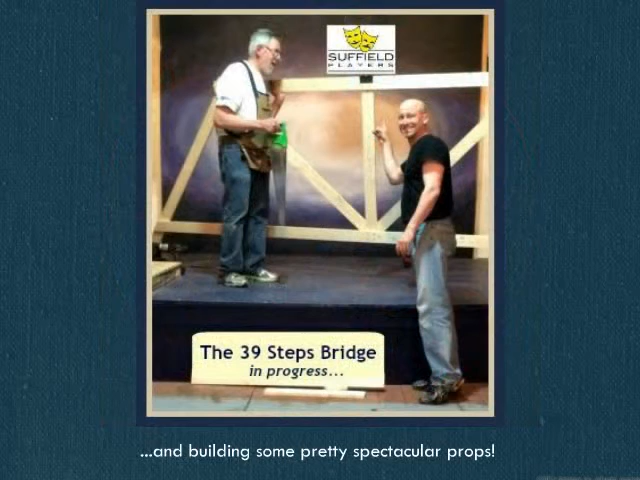 SUFFIELD
PLAYERS
The 39 Steps Bridge
in progress...
...and building some pretty spectacular props!